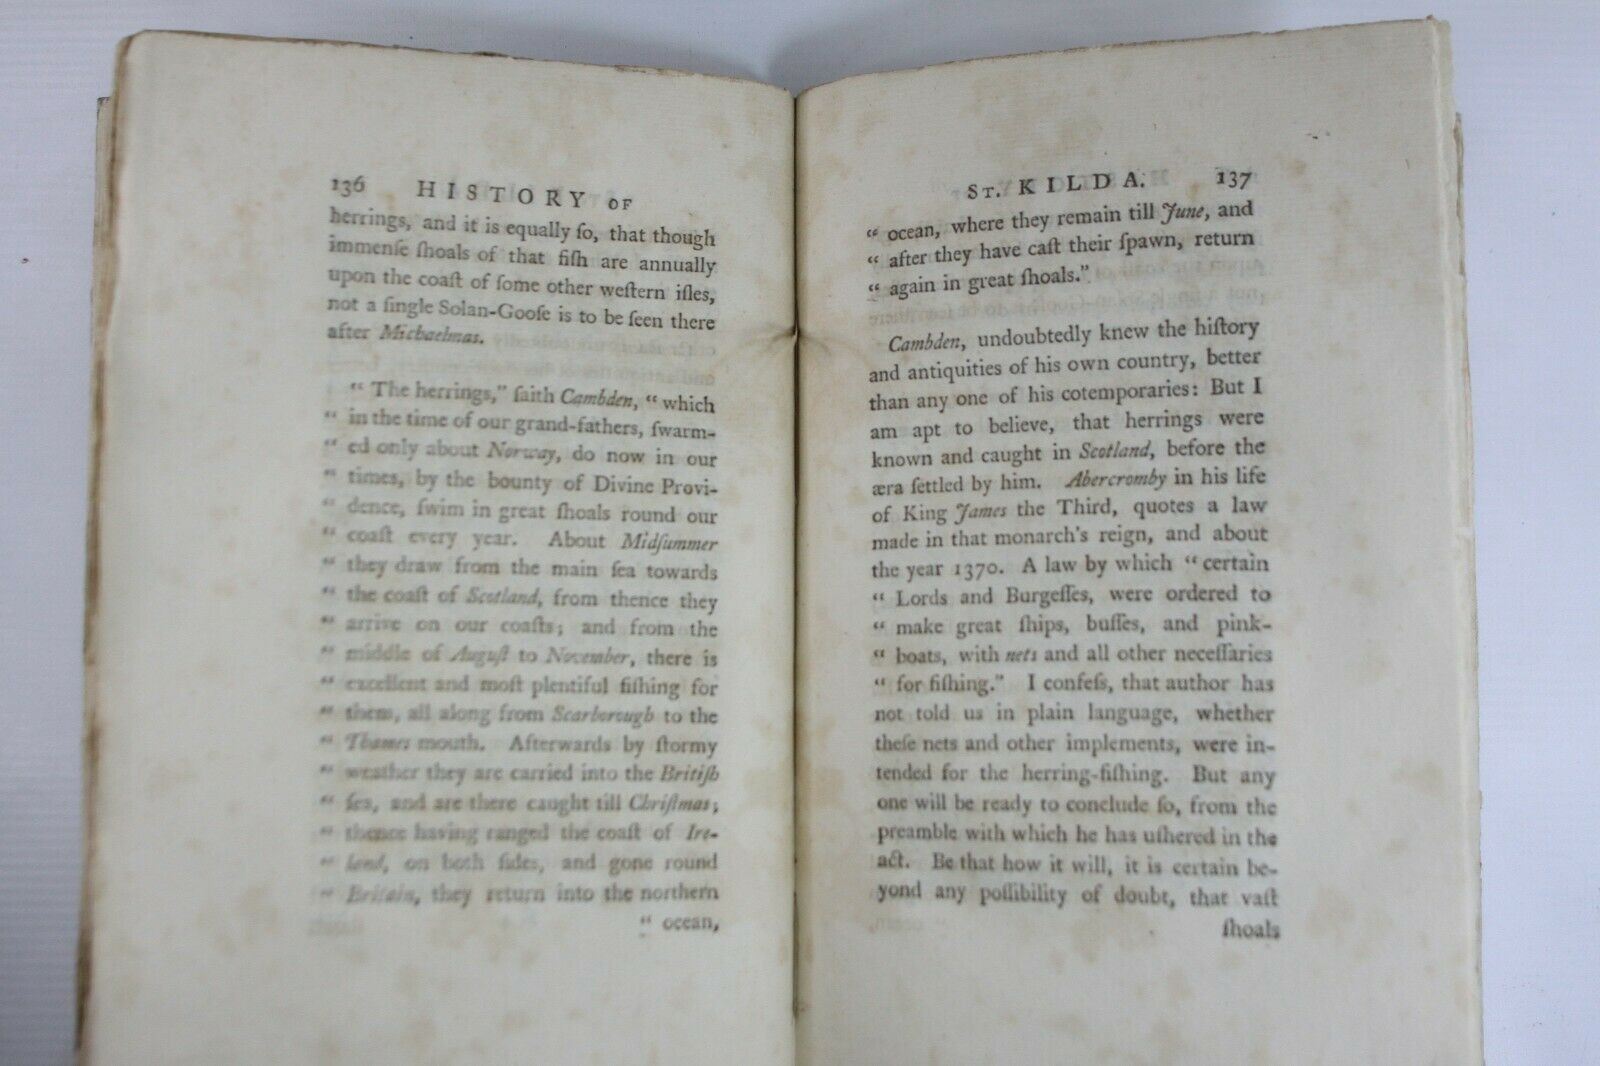 136 HISTORY OF
herrings, and it is equally ſo, that though
immenſe ſhoals of that fiſh are annually
upon the coaſt of ſome other weſtern iſles,
not a ſingle Solan-Gooſe is to be ſeen there
after Michaelmas.
“ The herrings,” ſaith Cambden, “ which
“ in the time of our grand-fathers, ſwarm-
“ ed only about Norway, do now in our
“ times, by the bounty of Divine Provi-
“ dence, ſwim in great ſhoals round our
“ coaſt every year. About Midſummer
“ they draw from the main ſea towards
“ the coaſt of Scotland, from thence they
“ arrive on our coaſts; and from the
“ middle of Auguſt to November, there is
“ excellent and moſt plentiful fiſhing for
“ them, all along from Scarborough to the
“ Thames mouth. Afterwards by ſtormy
“ weather they are carried into the Britiſh
“ ſea, and are there caught till Chriſtmas;
“ thence having ranged the coaſt of Ire-
“ land, on both ſides, and gone round
“ Britain, they return into the northern
“ ocean,
St. KILDA. 137
“ ocean, where they remain till June, and
“ after they have caſt their ſpawn, return
“ again in great ſhoals.”
Cambden, undoubtedly knew the hiſtory
and antiquities of his own country, better
than any one of his cotemporaries: But I
am apt to believe, that herrings were
known and caught in Scotland, before the
æra ſettled by him. Abercromby in his life
of King James the Third, quotes a law
made in that monarch's reign, and about
the year 1370. A law by which “ certain
“ Lords and Burgeſſes, were ordered to
“ make great ſhips, buſſes, and pink-
“ boats, with nets and all other neceſſaries
“ for fiſhing.” I confeſs, that author has
not told us in plain language, whether
theſe nets and other implements, were in-
tended for the herring-fiſhing. But any
one will be ready to conclude ſo, from the
preamble with which he has uſhered in the
act. Be that how it will, it is certain be-
yond any poſſibility of doubt, that vaſt
ſhoals